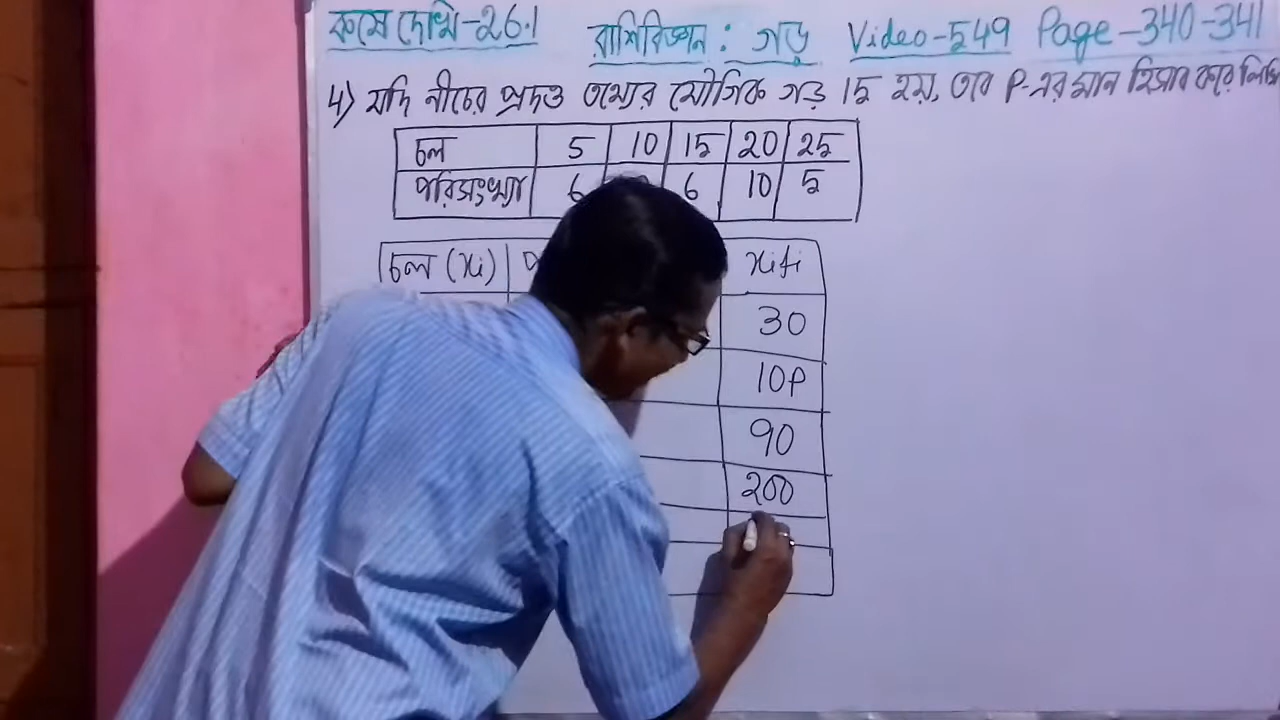 কষে দেখি-26.1 রাশিবিজ্ঞান : গড় Video-549 Page-340-341
4) যদি নীচের প্রদত্ত তথ্যের যৌগিক গড় 15 হয়, তবে P-এর মান হিসাব করে লিখি
চল 5 10 15 20 25
পরিসংখ্যা 6 6 10 5
চল (xi) xifi
30
10P
90
200